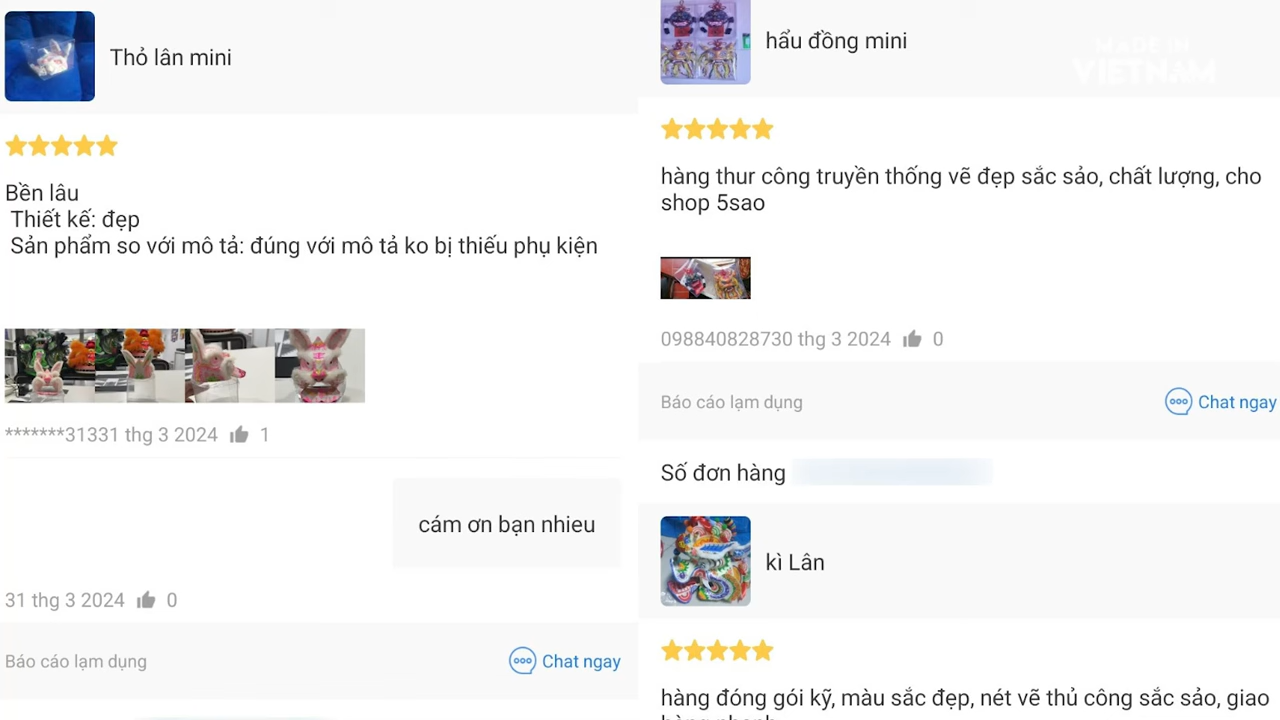 Thỏ lân mini
Bền lâu
Thiết kế: đẹp
Sản phẩm so với mô tả: đúng với mô tả ko bị thiếu phụ kiện
*******31331 thg 3 2024 1
cám ơn bạn nhieu
31 thg 3 2024 0
Báo cáo lạm dụng Chat ngay
hẩu đồng mini
MADE IN
VIETNAM
hàng thur công truyền thống vẽ đẹp sắc sảo, chất lượng, cho
shop 5sao
098840828730 thg 3 2024 0
Báo cáo lạm dụng Chat ngay
Số đơn hàng
kì Lân
hàng đóng gói kỹ, màu sắc đẹp, nét vẽ thủ công sắc sảo, giao